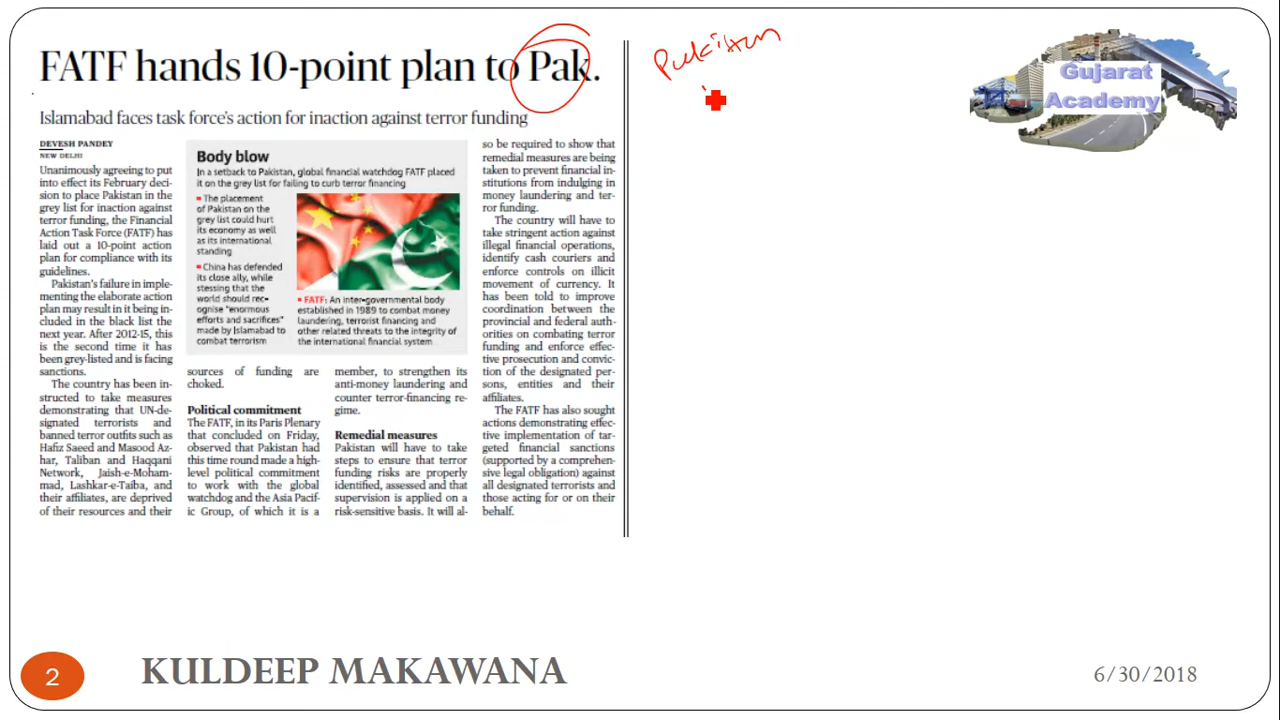 FATF hands 10-point plan to Pak.
Islamabad faces task force's action for inaction against terror funding
DEVESH PANDEY
NEW DELHI
Unanimously agreeing to put
into effect its February deci-
sion to place Pakistan in the
grey list for inaction against
terror funding, the Financial
Action Task Force (FATF) has
laid out a 10-point action
plan for compliance with its
guidelines.
Pakistan's failure in imple-
menting the elaborate action
plan may result in it being in-
cluded in the black list the
next year. After 2012-15, this
is the second time it has
been grey-listed and is facing
sanctions.
The country has been in-
structed to take measures
demonstrating that UN-de-
signated terrorists and
banned terror outfits such as
Hafiz Saeed and Masood Az-
har, Taliban and Haqqani
Network, Jaish-e-Moham-
mad, Lashkar-e-Taiba, and
their affiliates, are deprived
of their resources and their
Body blow
In a setback to Pakistan, global financial watchdog FATF placed
it on the grey list for failing to curb terror financing
The placement
of Pakistan on the
grey list could hurt
its economy as well
as its international
standing
China has defended
its close ally, while
stressing that the
world should rec-
ognise "enormous
efforts and sacrifices"
made by Islamabad to
combat terrorism
FATF: An inter-governmental body
established in 1989 to combat money
laundering, terrorist financing and
other related threats to the integrity of
the international financial system
sources of funding are
choked.
Political commitment
The FATF, in its Paris Plenary
that concluded on Friday,
observed that Pakistan had
this time round made a high-
level political commitment
to work with the global
watchdog and the Asia Pacif-
ic Group, of which it is a
member, to strengthen its
anti-money laundering and
counter terror-financing re-
gime.
Remedial measures
Pakistan will have to take
steps to ensure that terror
funding risks are properly
identified, assessed and that
supervision is applied on a
risk-sensitive basis. It will al-
so be required to show that
remedial measures are being
taken to prevent financial in-
stitutions from indulging in
money laundering and ter-
ror funding.
The country will have to
take stringent action against
illegal financial operations,
identify cash couriers and
enforce controls on illicit
movement of currency. It
has been told to improve
coordination between the
provincial and federal auth-
orities on combating terror
funding and enforce effec-
tive prosecution and convic-
tion of the designated per-
sons, entities and their
affiliates.
The FATF has also sought
actions demonstrating effec-
tive implementation of tar-
geted financial sanctions
(supported by a comprehen-
sive legal obligation) against
all designated terrorists and
those acting for or on their
behalf.
Pakistan
Gujarat
Academy
2
KULDEEP MAKAWANA
6/30/2018